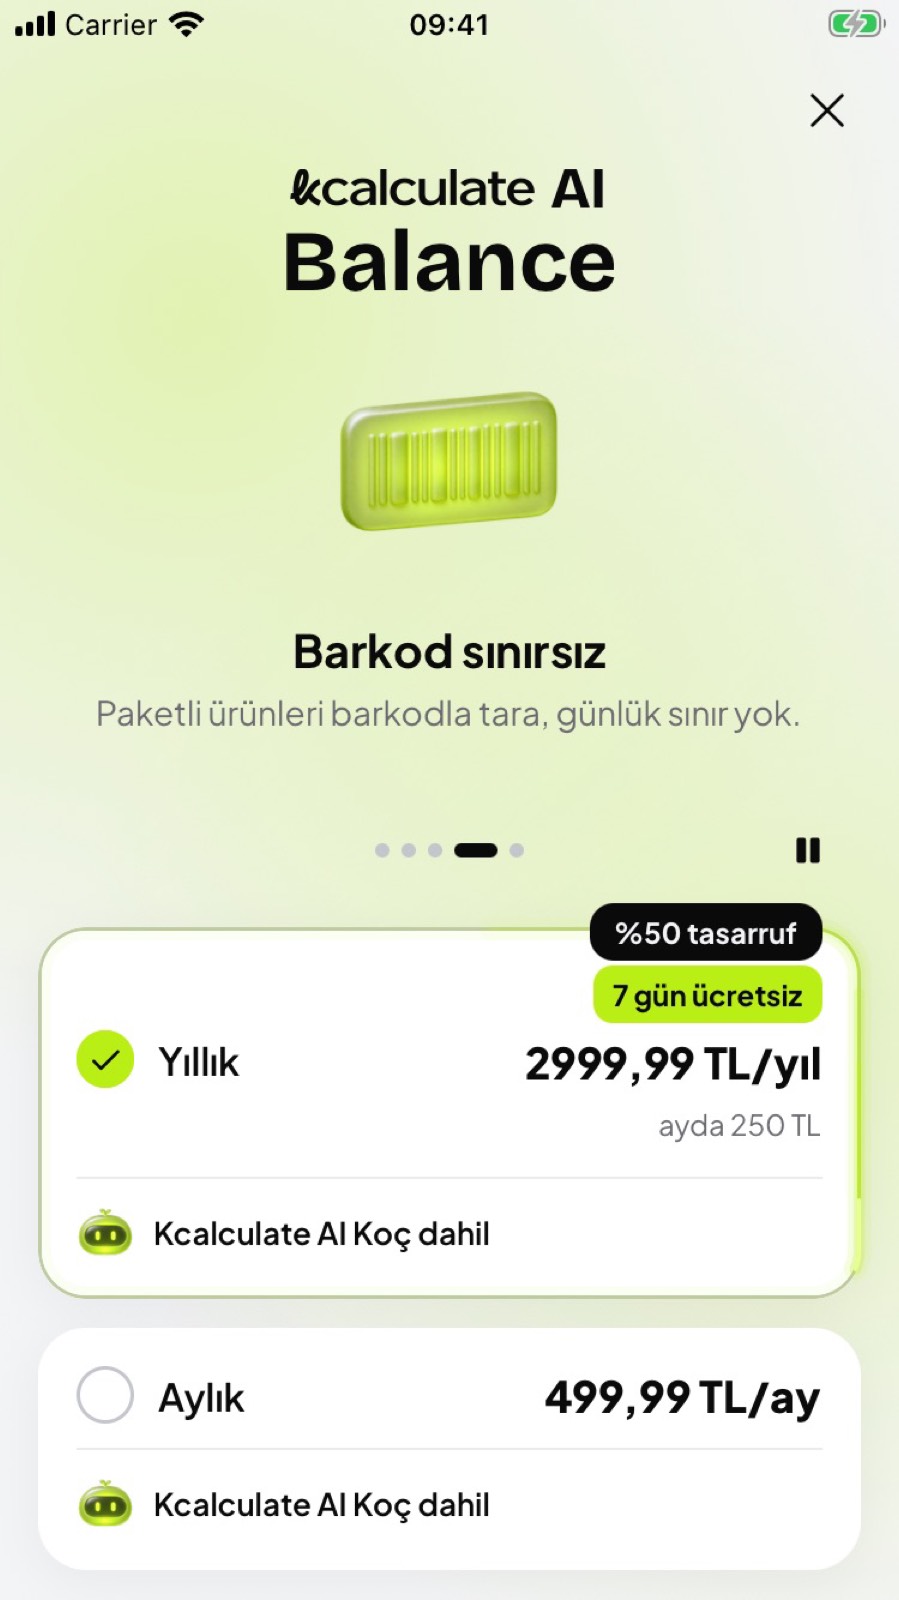 Carrier 09:41
kcalculate AI
Balance
Barkod sınırsız
Paketli ürünleri barkodla tara, günlük sınır yok.
%50 tasarruf
7 gün ücretsiz
Yıllık 2999,99 TL/yıl
ayda 250 TL
Kcalculate AI Koç dahil
Aylık 499,99 TL/ay
Kcalculate AI Koç dahil